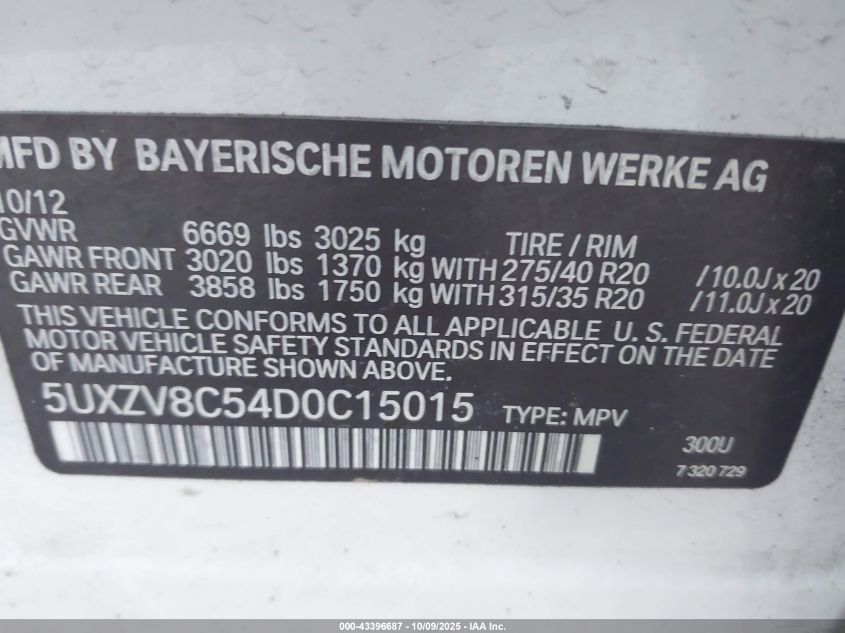 MFD BY BAYERISCHE MOTOREN WERKE AG
10/12
GVWR 6669 lbs 3025 kg TIRE / RIM
GAWR FRONT 3020 lbs 1370 kg WITH 275/40 R20 /10.0J x 20
GAWR REAR 3858 lbs 1750 kg WITH 315/35 R20 /11.0J x 20
THIS VEHICLE CONFORMS TO ALL APPLICABLE U. S. FEDERAL
MOTOR VEHICLE SAFETY STANDARDS IN EFFECT ON THE DATE
OF MANUFACTURE SHOWN ABOVE.
5UXZV8C54D0C15015 TYPE: MPV
300U
7 320 729
000-43396687 - 10/09/2025 - IAA Inc.